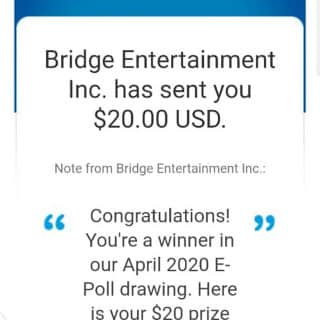 Bridge Entertainment
Inc. has sent you
$20.00 USD.
Note from Bridge Entertainment Inc.:
“ Congratulations! ”
You're a winner in
our April 2020 E-
Poll drawing. Here
is your $20 prize